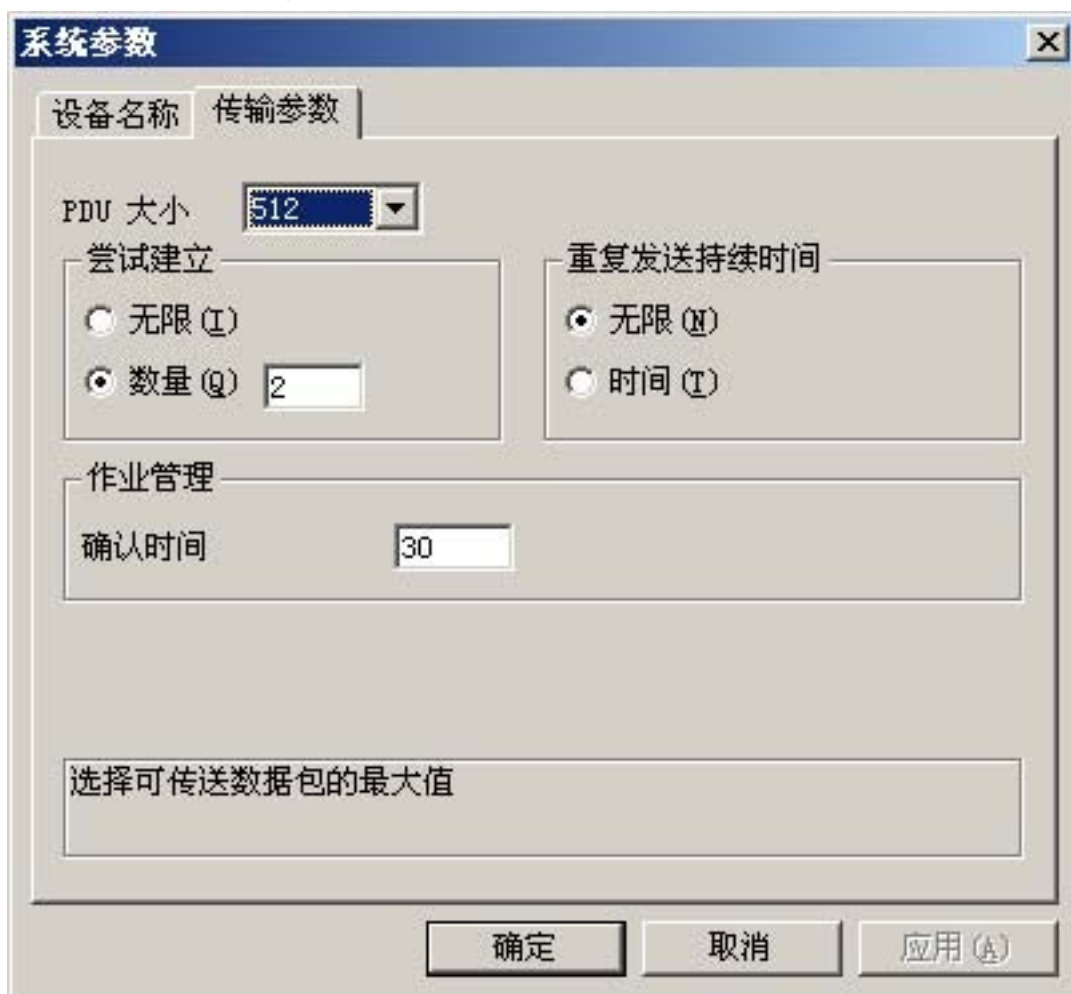 系统参数
设备名称 传输参数
PDU 大小 512
尝试建立 重复发送持续时间
无限(I) 无限(N)
数量(Q) 2 时间(T)
作业管理
确认时间 30
选择可传送数据包的最大值
确定 取消 应用(A)